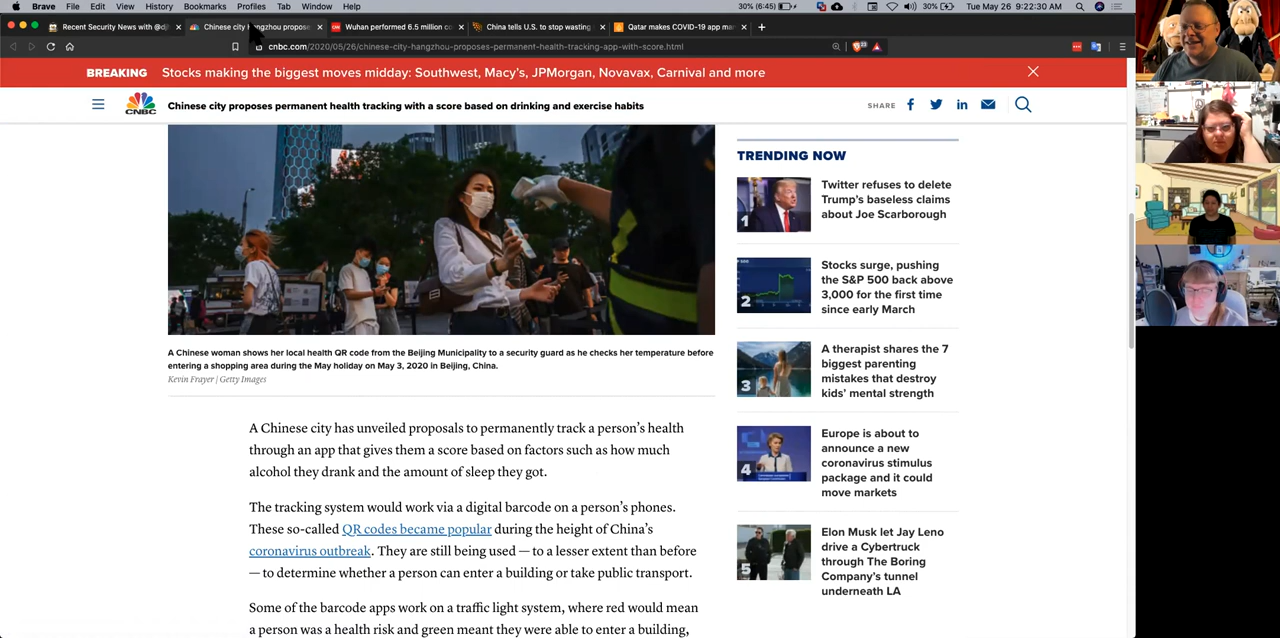 Brave File Edit View History Bookmarks Profiles Tab Window Help 30% (6:45) 30% Tue May 26 9:22:30 AM
Recent Security News with @dj Chinese city Hangzhou propose Wuhan performed 6.5 million co China tells U.S. to stop wasting Qatar makes COVID-19 app man
cnbc.com/2020/05/26/chinese-city-hangzhou-proposes-permanent-health-tracking-app-with-score.html
BREAKING Stocks making the biggest moves midday: Southwest, Macy's, JPMorgan, Novavax, Carnival and more
CNBC Chinese city proposes permanent health tracking with a score based on drinking and exercise habits SHARE
A Chinese woman shows her local health QR code from the Beijing Municipality to a security guard as he checks her temperature before
entering a shopping area during the May holiday on May 3, 2020 in Beijing, China.
Kevin Frayer | Getty Images
A Chinese city has unveiled proposals to permanently track a person's health
through an app that gives them a score based on factors such as how much
alcohol they drank and the amount of sleep they got.
The tracking system would work via a digital barcode on a person's phones.
These so-called QR codes became popular during the height of China's
coronavirus outbreak. They are still being used — to a lesser extent than before
— to determine whether a person can enter a building or take public transport.
Some of the barcode apps work on a traffic light system, where red would mean
a person was a health risk and green meant they were able to enter a building,
TRENDING NOW
1
Twitter refuses to delete
Trump's baseless claims
about Joe Scarborough
2
Stocks surge, pushing
the S&P 500 back above
3,000 for the first time
since early March
3
A therapist shares the 7
biggest parenting
mistakes that destroy
kids' mental strength
4
Europe is about to
announce a new
coronavirus stimulus
package and it could
move markets
5
Elon Musk let Jay Leno
drive a Cybertruck
through The Boring
Company's tunnel
underneath LA